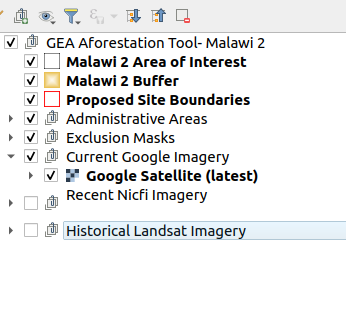 GEA Aforestation Tool- Malawi 2
Malawi 2 Area of Interest
Malawi 2 Buffer
Proposed Site Boundaries
Administrative Areas
Exclusion Masks
Current Google Imagery
Google Satellite (latest)
Recent Nicfi Imagery
Historical Landsat Imagery